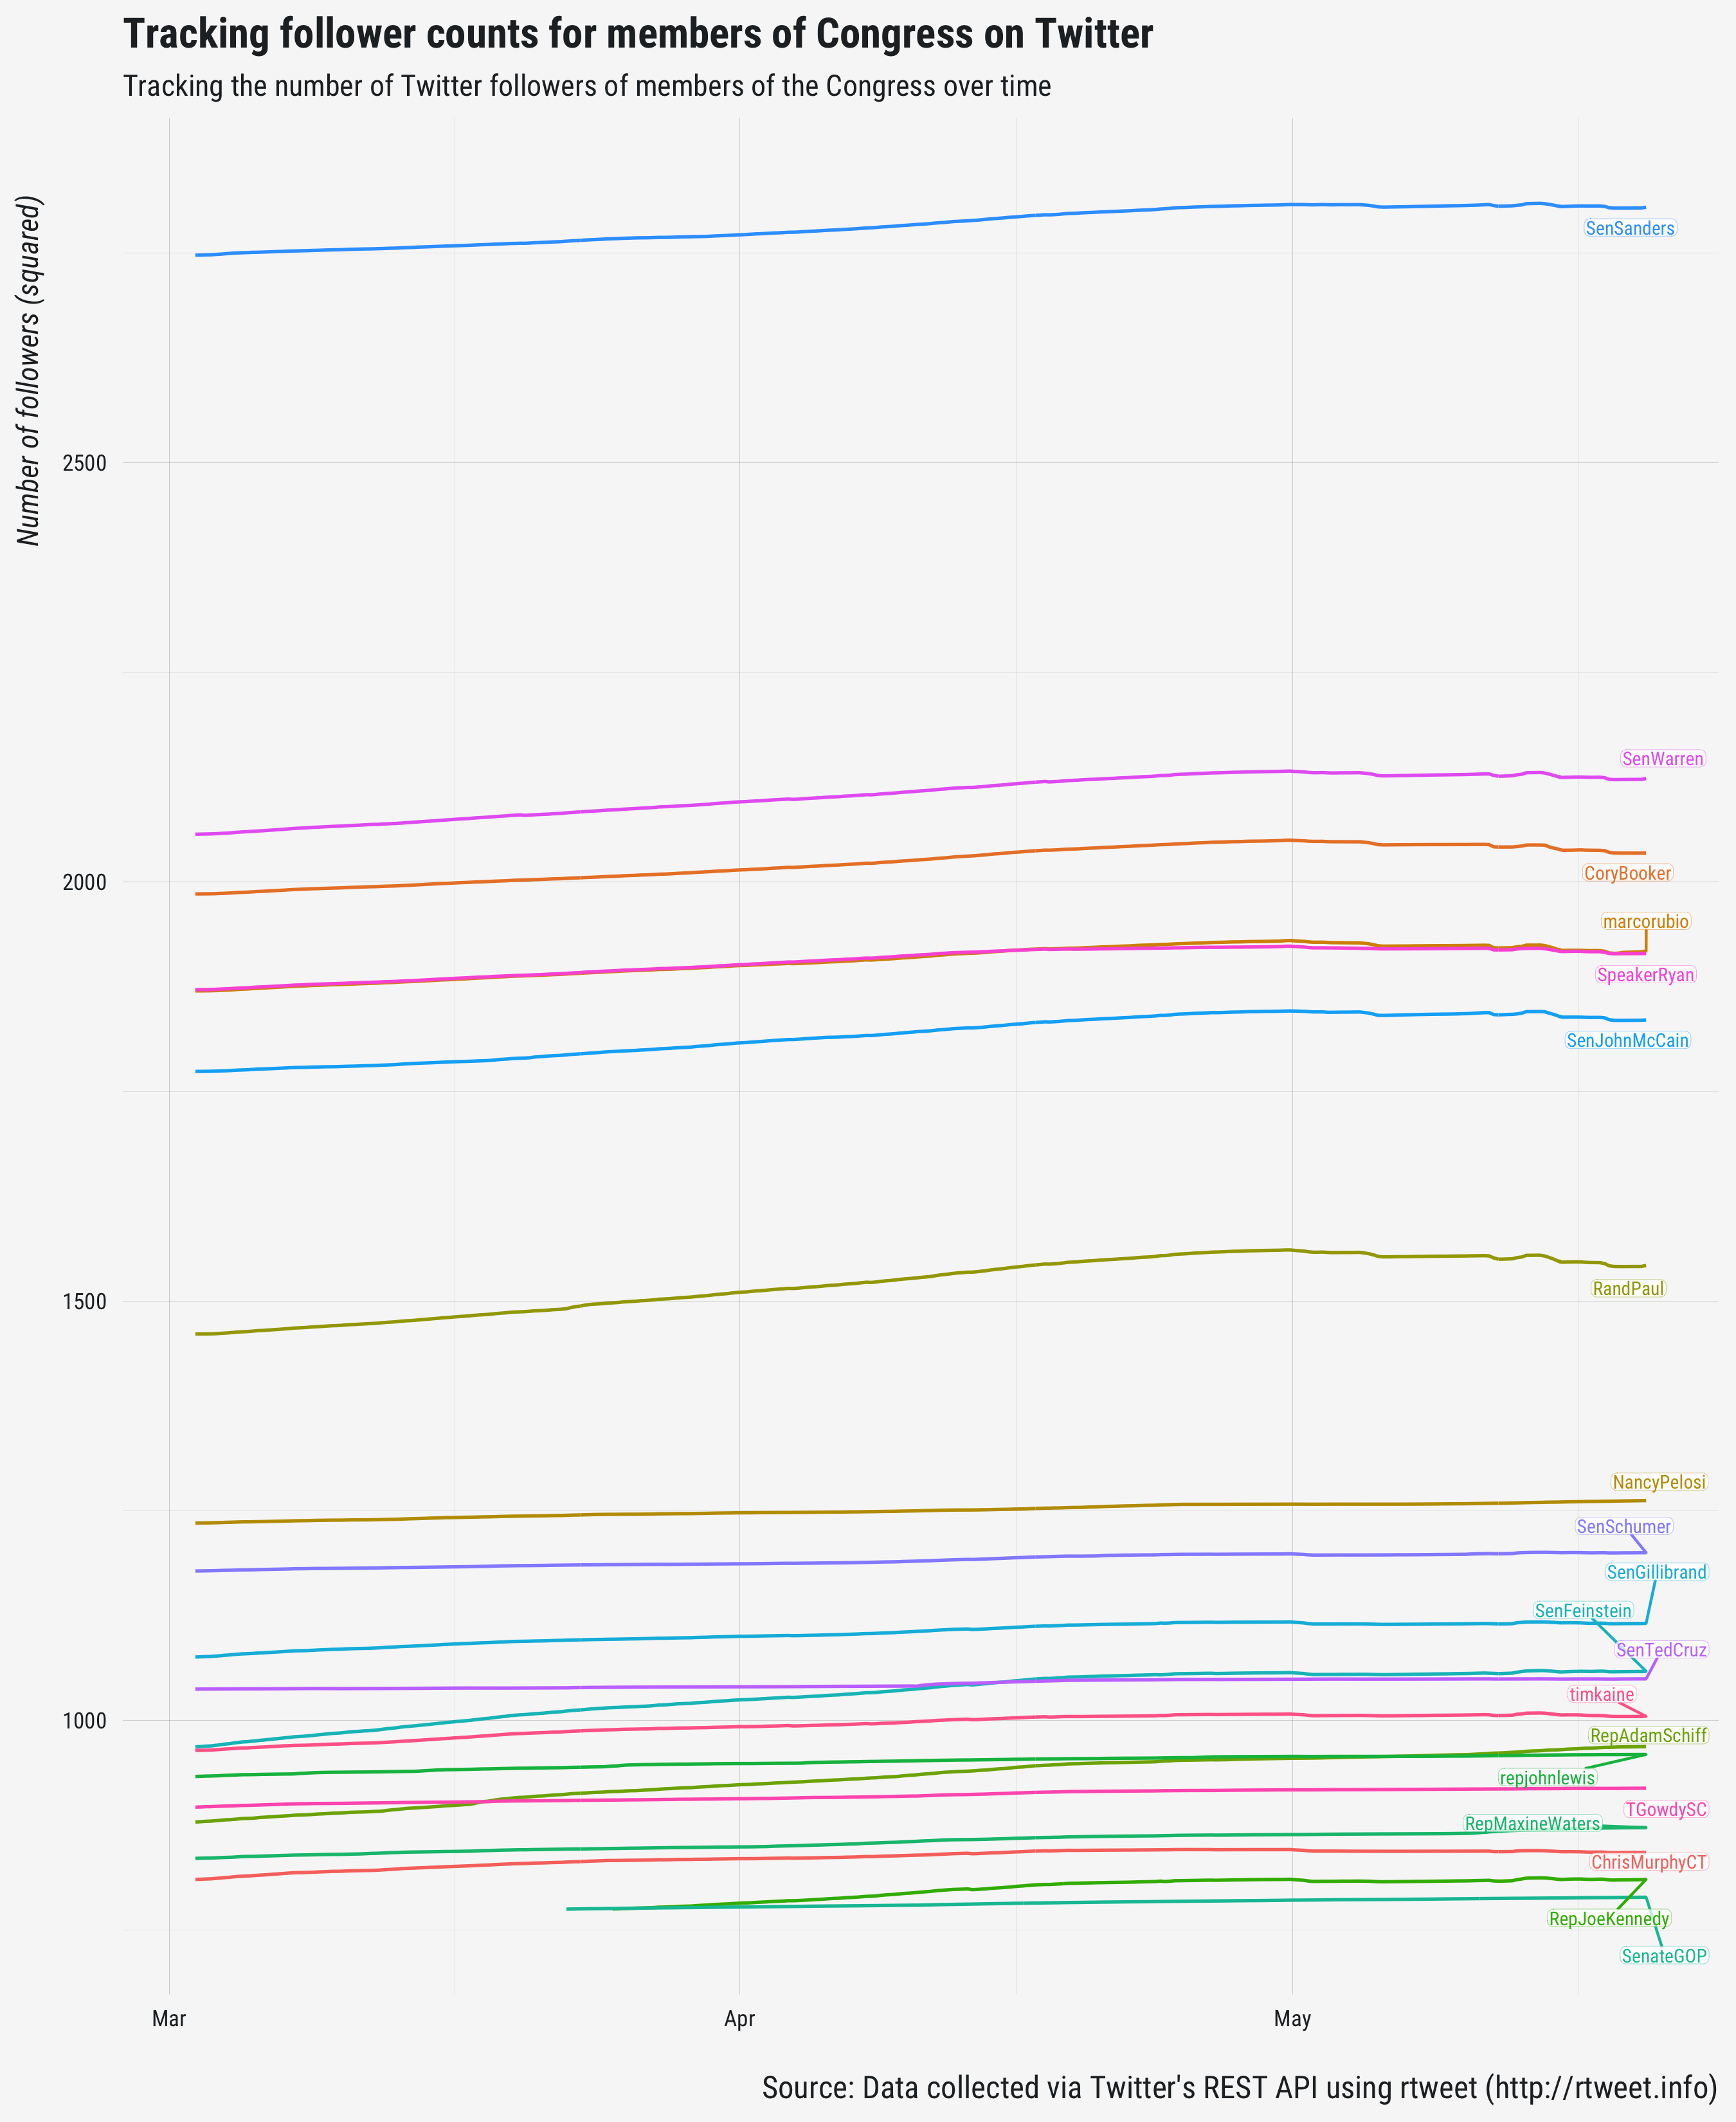 Tracking follower counts for members of Congress on Twitter
Tracking the number of Twitter followers of members of the Congress over time
Number of followers (squared)
2500
2000
1500
1000
SenSanders
SenWarren
CoryBooker
marcorubio
SpeakerRyan
SenJohnMcCain
RandPaul
NancyPelosi
SenSchumer
SenGillibrand
SenFeinstein
SenTedCruz
timkaine
RepAdamSchiff
repjohnlewis
TGowdySC
RepMaxineWaters
ChrisMurphyCT
RepJoeKennedy
SenateGOP
Mar
Apr
May
Source: Data collected via Twitter's REST API using rtweet (http://rtweet.info)